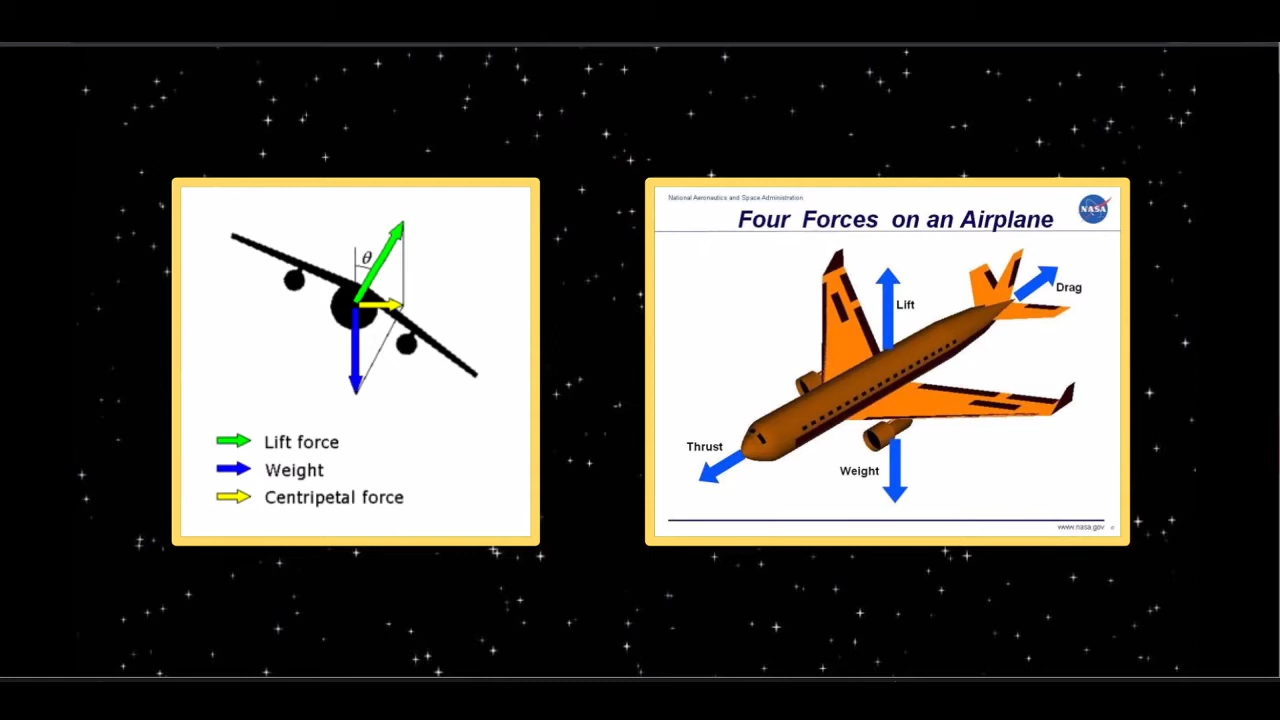 θ
Lift force
Weight
Centripetal force
National Aeronautics and Space Administration
NASA
Four Forces on an Airplane
Drag
Lift
Thrust
Weight
www.nasa.gov